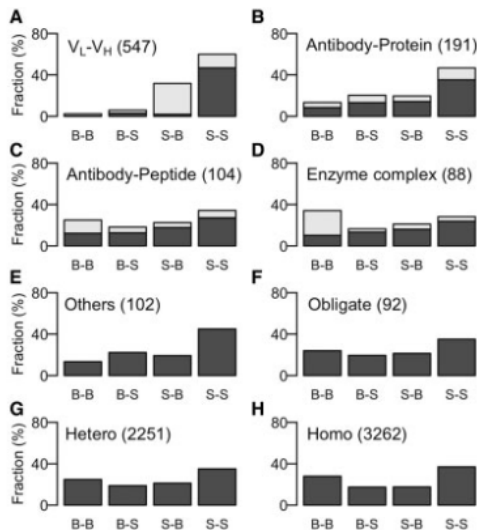 A
V_L-V_H (547)
Fraction (%)
80
40
0
B-B B-S S-B S-S
B
Antibody-Protein (191)
80
40
0
B-B B-S S-B S-S
C
Antibody-Peptide (104)
Fraction (%)
80
40
0
B-B B-S S-B S-S
D
Enzyme complex (88)
80
40
0
B-B B-S S-B S-S
E
Others (102)
Fraction (%)
80
40
0
B-B B-S S-B S-S
F
Obligate (92)
80
40
0
B-B B-S S-B S-S
G
Hetero (2251)
Fraction (%)
80
40
0
B-B B-S S-B S-S
H
Homo (3262)
80
40
0
B-B B-S S-B S-S